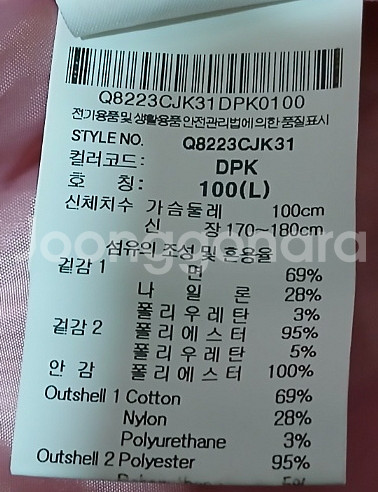 Q8223CJK31DPK0100
전기용품및 생활용품 안전관리법에 의한 품질표시
STYLE NO. Q8223CJK31
컬러코드: DPK
호 칭: 100(L)
신체치수 가슴둘레 100cm
신 장 170~180cm
섬유의 조성 및 혼용율
겉감 1 면 69%
나 일 론 28%
폴 리 우 레 탄 3%
겉감 2 폴 리 에 스 터 95%
폴 리 우 레 탄 5%
안 감 폴 리 에 스 터 100%
Outshell 1 Cotton 69%
Nylon 28%
Polyurethane 3%
Outshell 2 Polyester 95%
Joonggonara